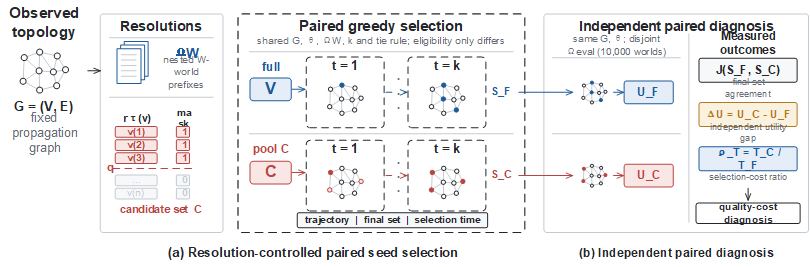 Observed
topology
G = (V, E)
fixed
propagation
graph
Resolutions
ΩW
nested W-
world
prefixes
r τ (v)
ma
sk
v(1)
1
v(2)
1
v(3)
1
q
0
v(n)
0
candidate set C
Paired greedy selection
shared G, θ, ΩW, k and tie rule; eligibility only differs
full
V
t = 1
t = k
S_F
pool C
C
t = 1
t = k
S_C
trajectory | final set | selection time
Independent paired diagnosis
same G, θ; disjoint
Ωeval (10,000 worlds)
U_F
U_C
Measured
outcomes
J(S_F, S_C)
final-set
agreement
ΔU = U_C - U_F
independent utility
gap
ρ_T = T_C /
T_F
selection-cost ratio
quality-cost
diagnosis
(a) Resolution-controlled paired seed selection
(b) Independent paired diagnosis